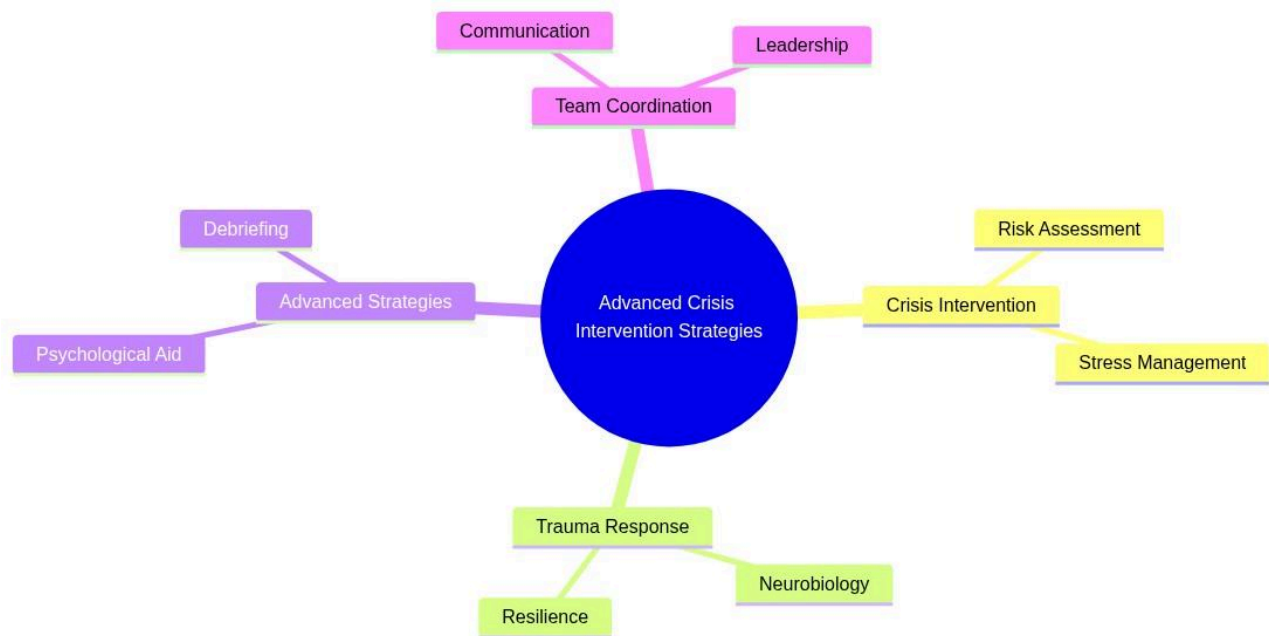 Communication
Leadership
Team Coordination
Debriefing
Risk Assessment
Advanced Strategies
Advanced Crisis
Intervention Strategies
Crisis Intervention
Psychological Aid
Stress Management
Trauma Response
Neurobiology
Resilience